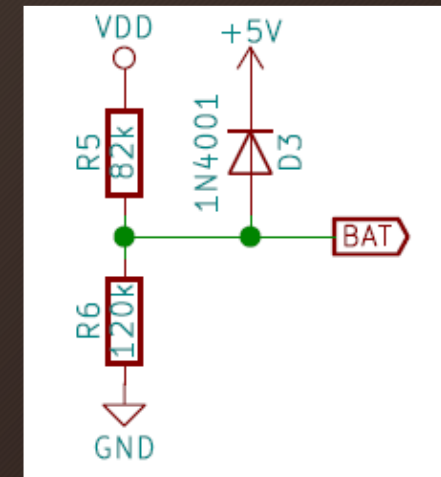 VDD
+5V
R5
82k
1N4001
D3
BAT
R6
120k
GND